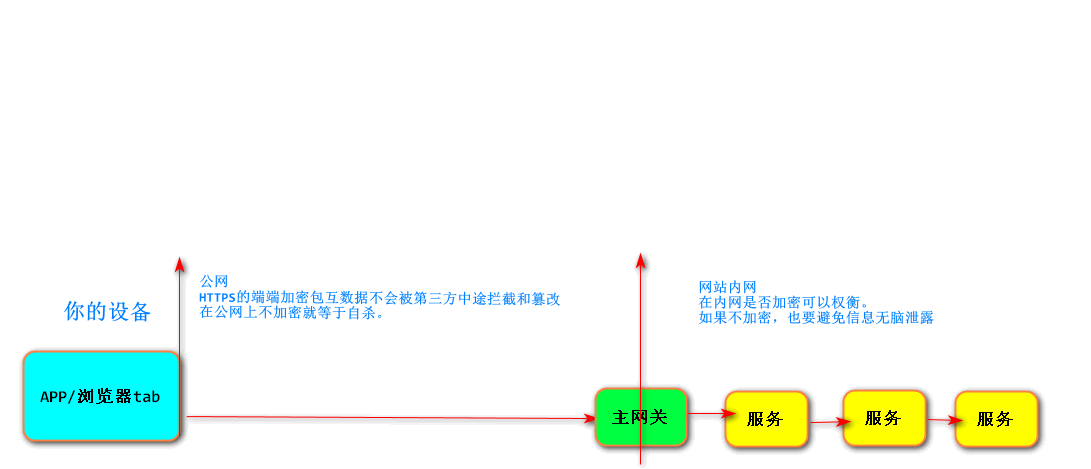 公网
HTTPS的端端加密包互数据不会被第三方中途拦截和篡改
在公网上不加密就等于自杀。
你的设备
网站内网
在内网是否加密可以权衡。
如果不加密，也要避免信息无脑泄露
APP/浏览器tab
主网关
服务
服务
服务